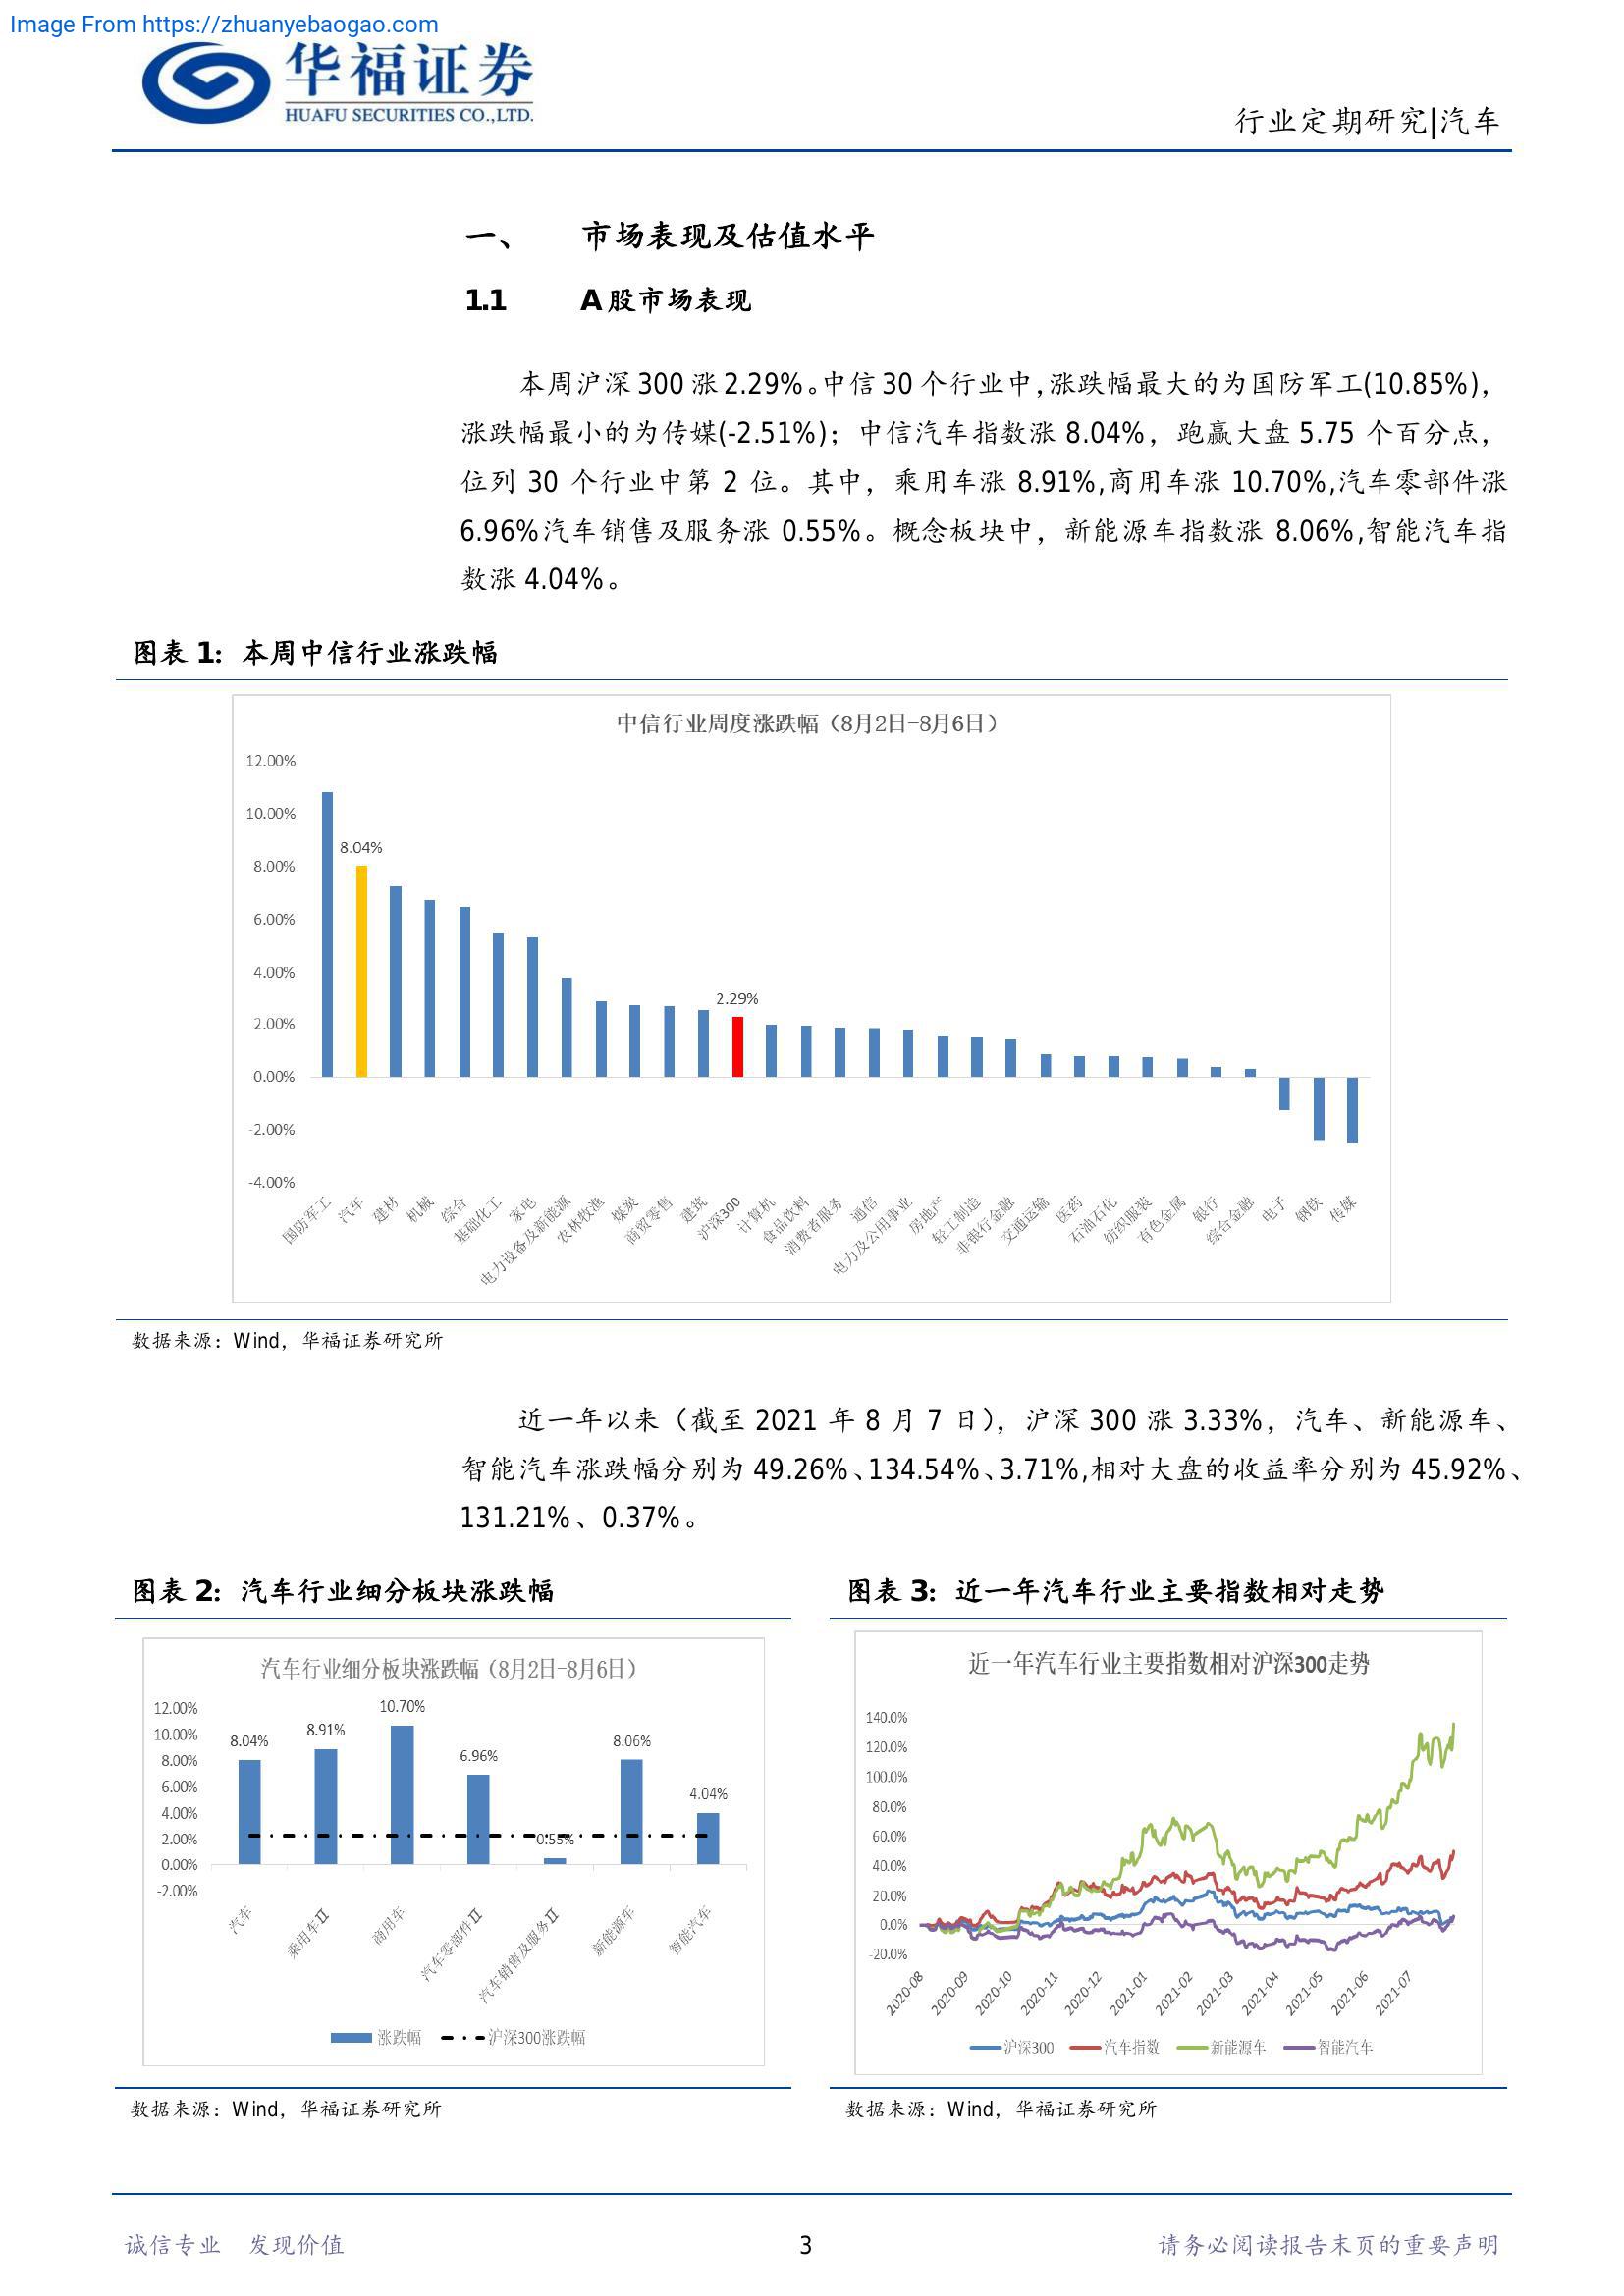 Image From https://zhuanyebaogao.com
华福证券
HUAFU SECURITIES CO.,LTD.
行业定期研究|汽车
一、 市场表现及估值水平
1.1 A股市场表现
本周沪深300涨2.29%。中信30个行业中,涨跌幅最大的为国防军工(10.85%)，
涨跌幅最小的为传媒(-2.51%)；中信汽车指数涨 8.04%，跑赢大盘 5.75 个百分点，
位列 30 个行业中第 2 位。其中，乘用车涨 8.91%,商用车涨 10.70%,汽车零部件涨
6.96%汽车销售及服务涨 0.55%。概念板块中，新能源车指数涨 8.06%,智能汽车指
数涨 4.04%。
图表 1：本周中信行业涨跌幅
中信行业周度涨跌幅（8月2日-8月6日）
12.00%
10.00%
8.00%
6.00%
4.00%
2.00%
0.00%
-2.00%
-4.00%
8.04%
2.29%
国防军工
汽车
建材
机械
综合
基础化工
家电
电力设备及新能源
农林牧渔
煤炭
商贸零售
建筑
沪深300
计算机
食品饮料
消费者服务
通信
电力及公用事业
房地产
轻工制造
非银行金融
交通运输
医药
石油石化
纺织服装
有色金属
银行
综合金融
电子
钢铁
传媒
数据来源：Wind，华福证券研究所
近一年以来（截至 2021 年 8 月 7 日），沪深 300 涨 3.33%，汽车、新能源车、
智能汽车涨跌幅分别为 49.26%、134.54%、3.71%,相对大盘的收益率分别为 45.92%、
131.21%、0.37%。
图表 2：汽车行业细分板块涨跌幅
汽车行业细分板块涨跌幅（8月2日-8月6日）
12.00%
10.00%
8.00%
6.00%
4.00%
2.00%
0.00%
-2.00%
8.04%
8.91%
10.70%
6.96%
0.55%
8.06%
4.04%
汽车
乘用车II
商用车
汽车零部件II
汽车销售及服务II
新能源车
智能汽车
涨跌幅
沪深300涨跌幅
数据来源：Wind，华福证券研究所
图表 3：近一年汽车行业主要指数相对走势
近一年汽车行业主要指数相对沪深300走势
140.0%
120.0%
100.0%
80.0%
60.0%
40.0%
20.0%
0.0%
-20.0%
2020-08
2020-09
2020-10
2020-11
2020-12
2021-01
2021-02
2021-03
2021-04
2021-05
2021-06
2021-07
沪深300
汽车指数
新能源车
智能汽车
数据来源：Wind，华福证券研究所
诚信专业 发现价值
3
请务必阅读报告末页的重要声明